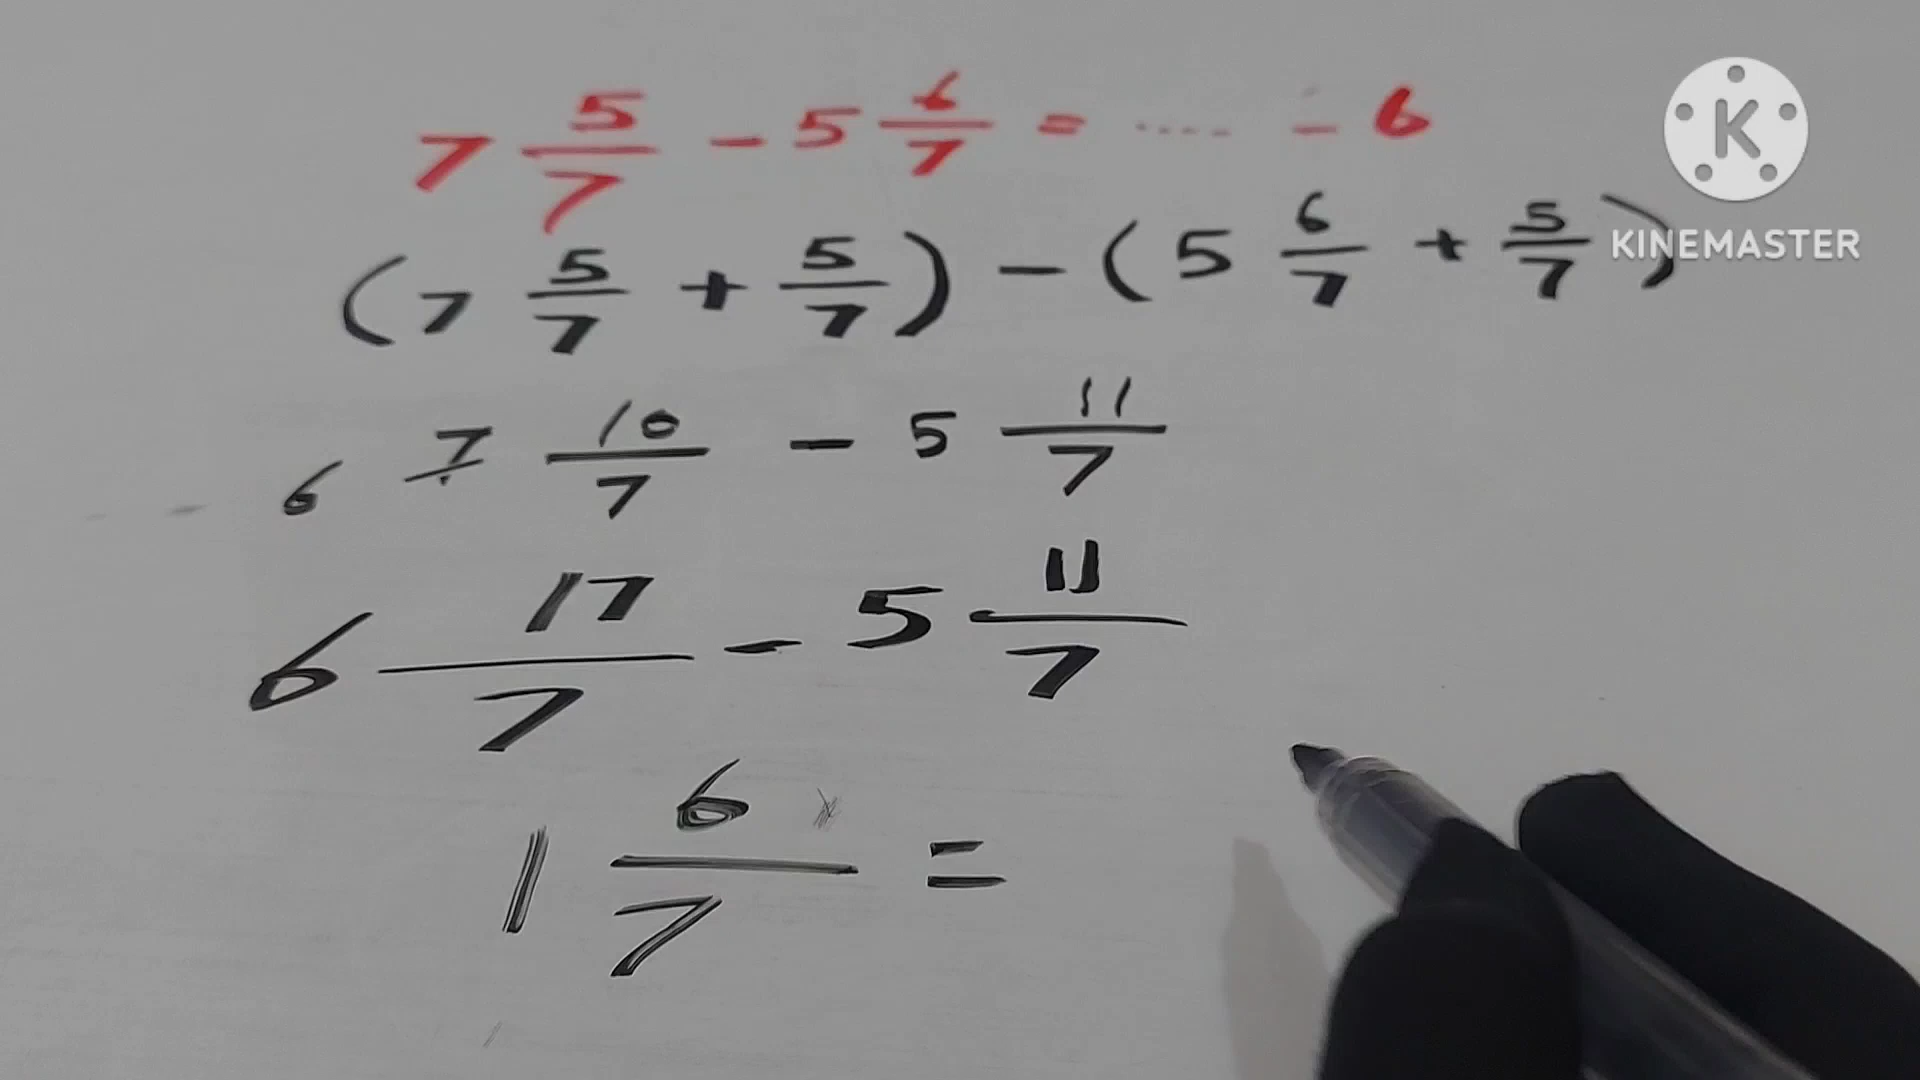 7 5/7 - 5 6/7 = .... - 6
K
KINEMASTER
(7 5/7 + 5/7) - (5 6/7 + 5/7)
6 7 10/7 - 5 11/7
6 17/7 - 5 11/7
1 6/7 =